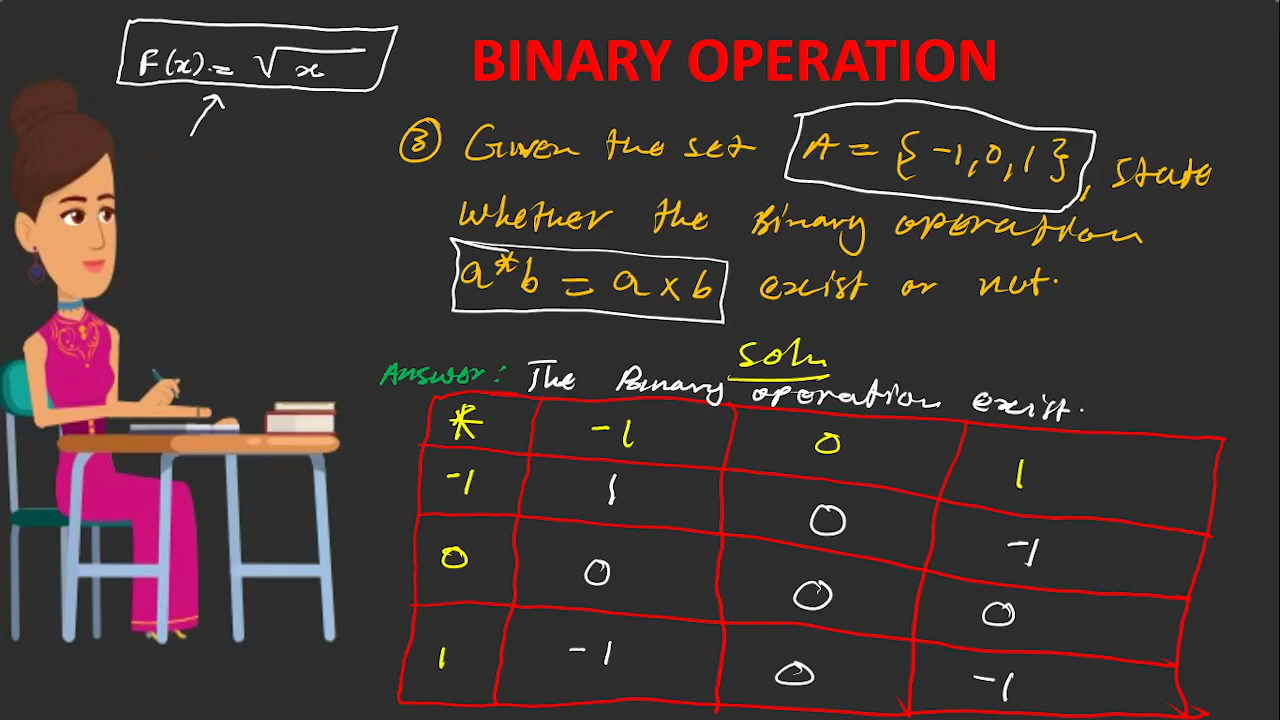 F(x) = √x
BINARY OPERATION
③ Given the set A = {-1, 0, 1}, state
whether the Binary operation
a*b = a × b exist or not.
Soln
Answer: The Binary operation exist.
* -1 0 1
-1 1 0 -1
0 0 0 0
1 -1 0 -1